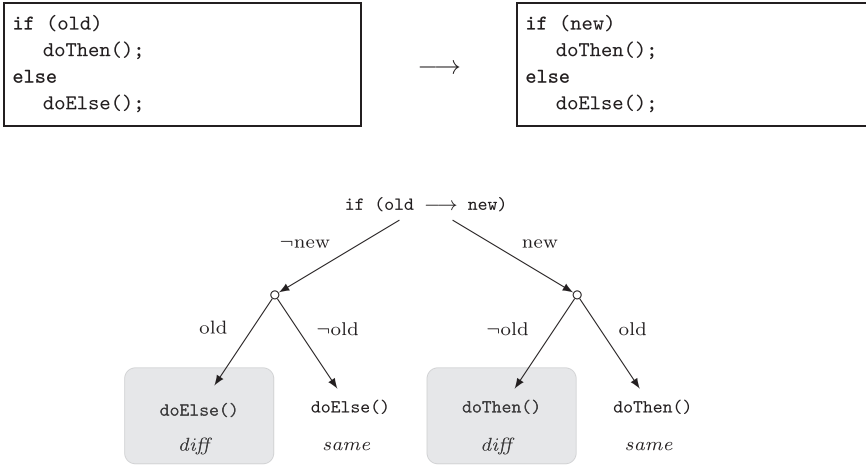 if (old)
doThen();
else
doElse();
⟶
if (new)
doThen();
else
doElse();
if (old ⟶ new)
¬new
new
old
¬old
¬old
old
doElse()
doElse()
doThen()
doThen()
diff
same
diff
same